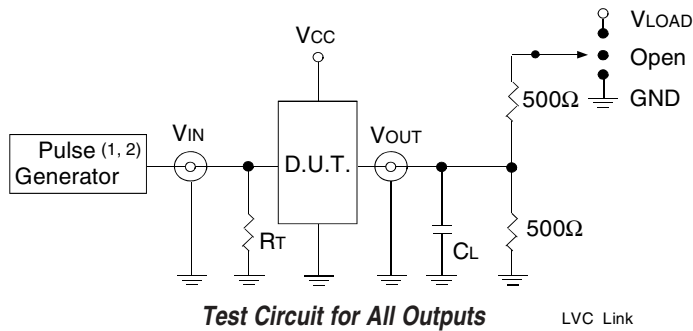 VLOAD
VCC
Open
500Ω
GND
VIN
VOUT
Pulse (1, 2)
Generator
D.U.T.
RT
CL
500Ω
Test Circuit for All Outputs
LVC Link